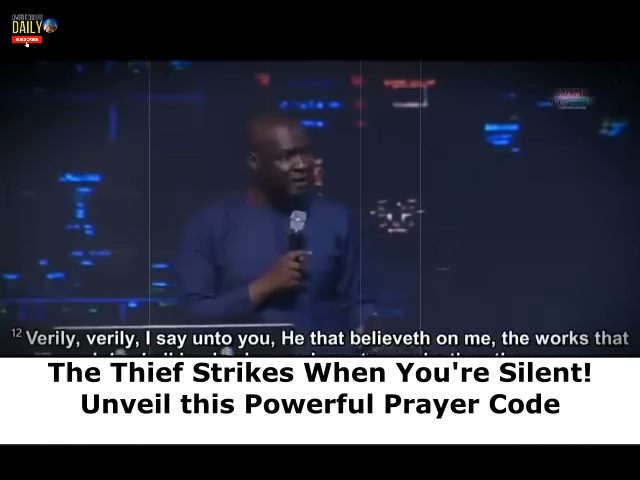 DAILY
SUBSCRIBE
12 Verily, verily, I say unto you, He that believeth on me, the works that
The Thief Strikes When You're Silent!
Unveil this Powerful Prayer Code